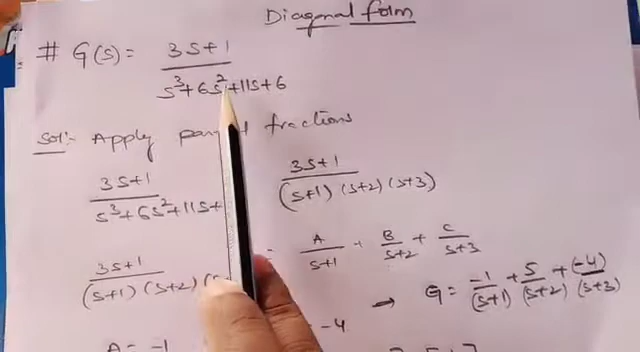 Diagonal form
# G(s) = 3s+1 / s³+6s²+11s+6
Sol:- Apply fractions
3s+1 / s³+6s²+11s+ 3s+1 / (s+1)(s+2)(s+3)
3s+1 / (s+1)(s+2)(s = A/s+1 + B/s+2 + C/s+3
→ G = -1/(s+1) + 5/(s+2) + (-4)/(s+3)
A = -1 -4